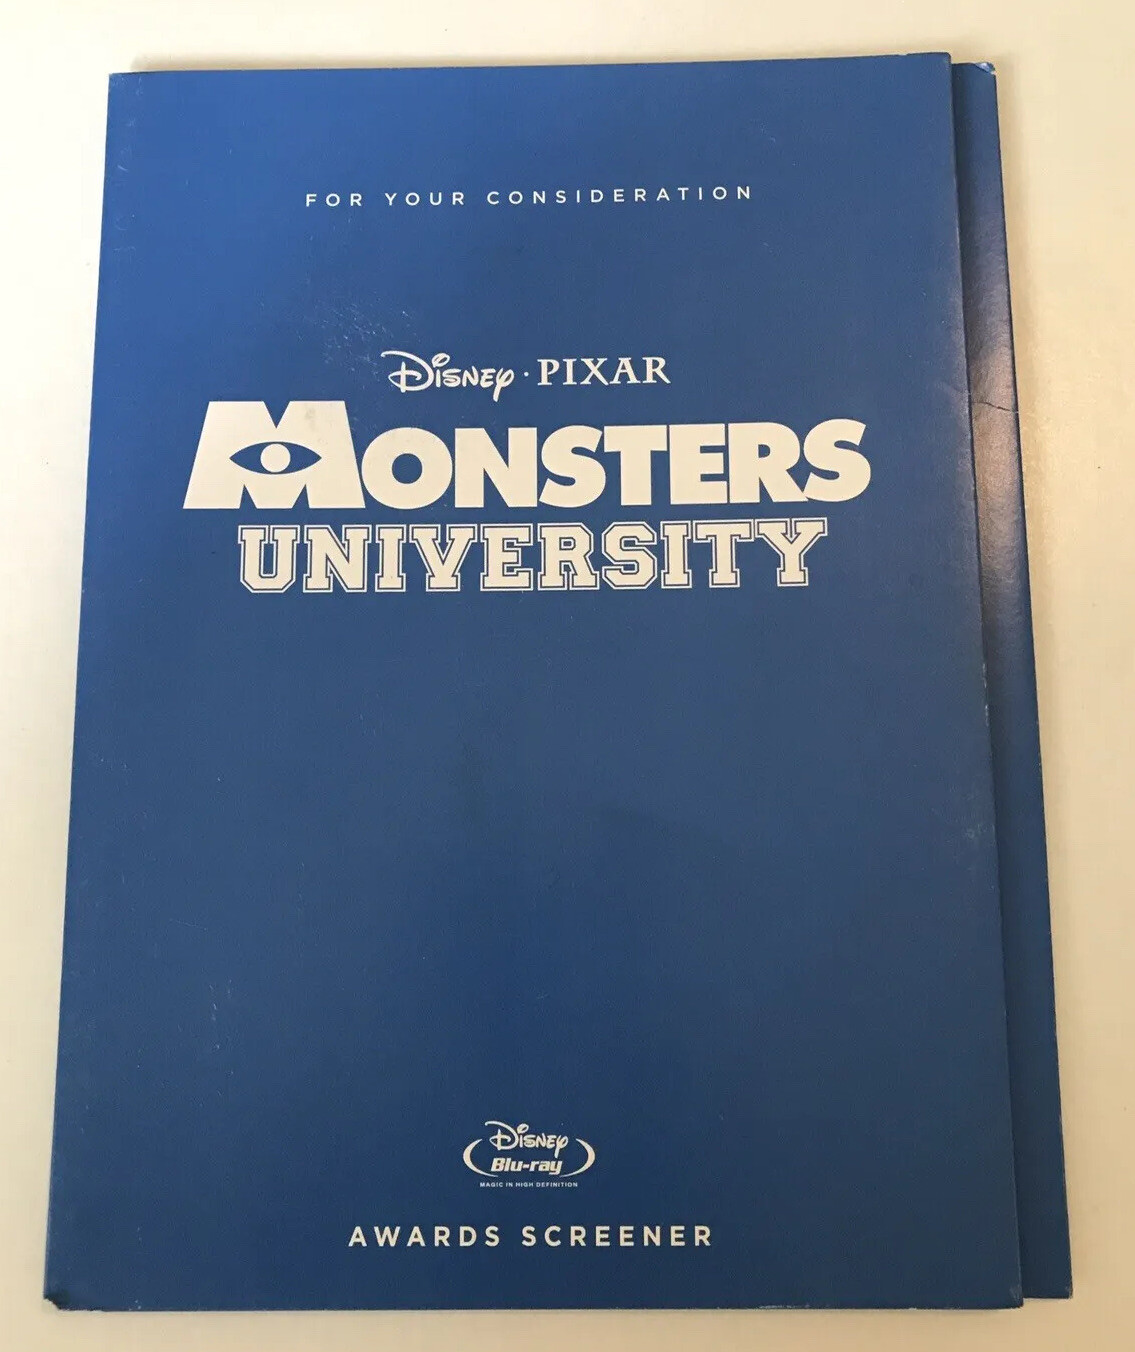 FOR YOUR CONSIDERATION
Disney · PIXAR
MONSTERS
UNIVERSITY
Disney
Blu-ray
MAGIC IN HIGH DEFINITION
AWARDS SCREENER